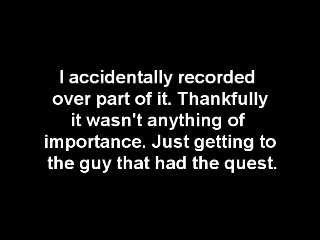 I accidentally recorded
over part of it. Thankfully
it wasn't anything of
importance. Just getting to
the guy that had the quest.